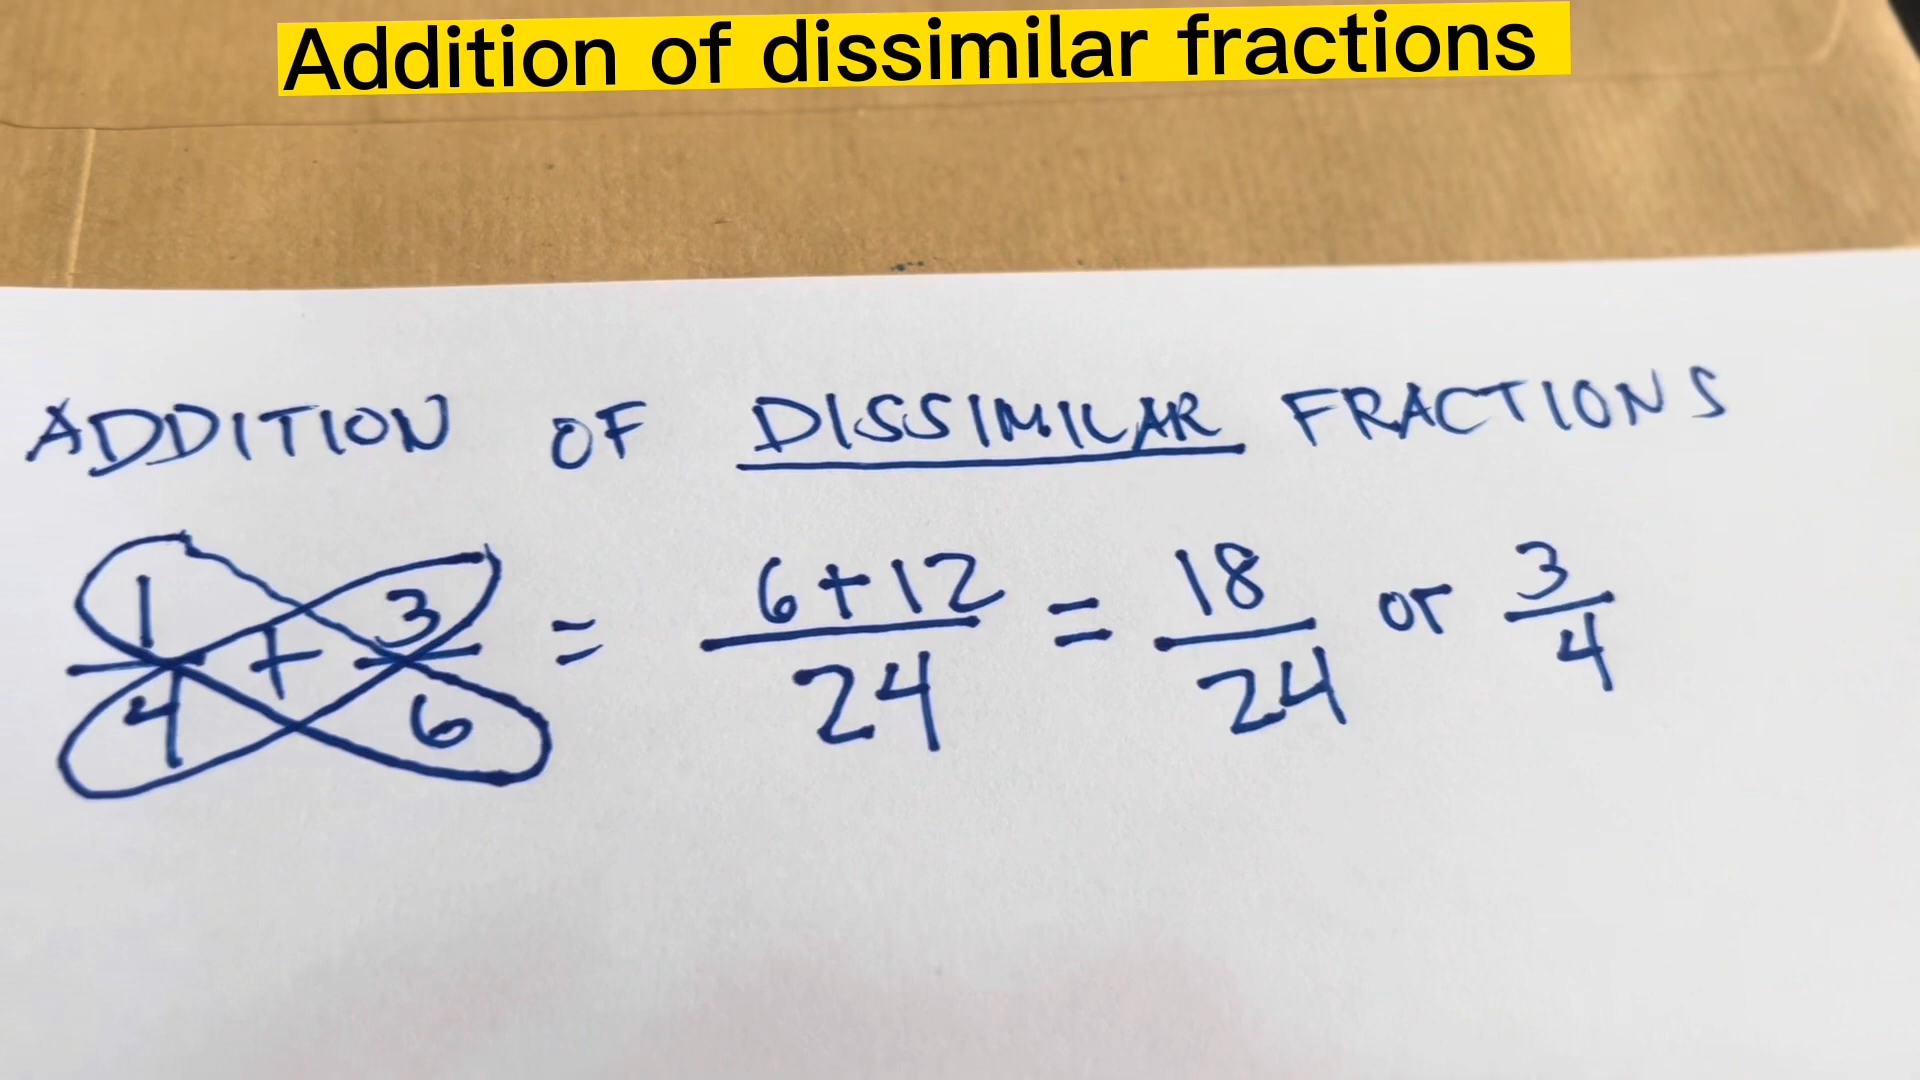 Addition of dissimilar fractions
ADDITION OF DISSIMILAR FRACTIONS
1/4 + 3/6 = 6+12/24 = 18/24 or 3/4